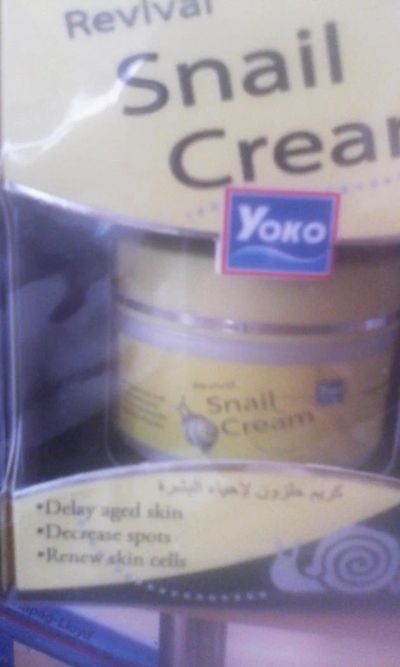 Revival
Snail
Cream
YOKO
Revival
Snail
Cream
كريم حلزون لإحياء البشرة
•Delay aged skin
•Decrease spots
•Renew skin cells